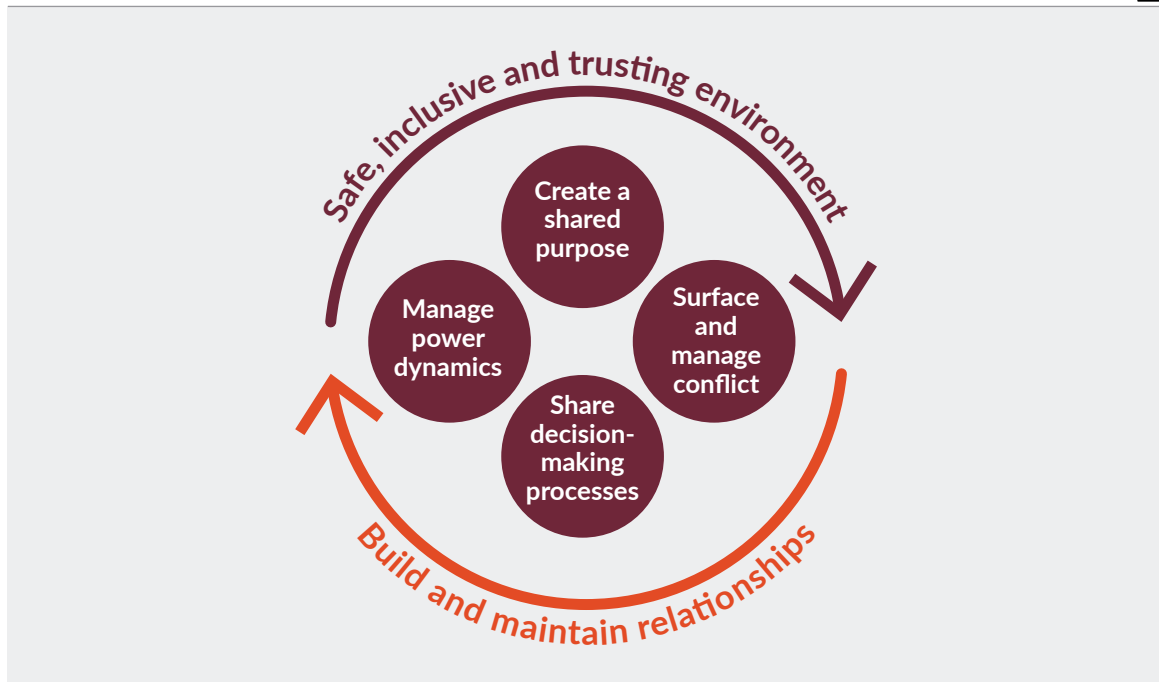 Safe, inclusive and trusting environment
Create a
shared
purpose
Manage
power
dynamics
Surface
and
manage
conflict
Share
decision-
making
processes
Build and maintain relationships